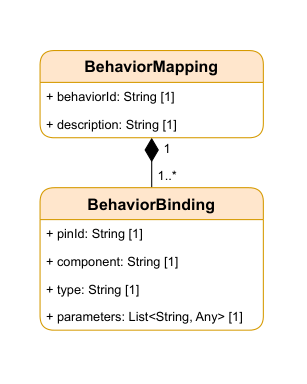 BehaviorMapping
+ behaviorId: String [1]
+ description: String [1]
1
1..*
BehaviorBinding
+ pinId: String [1]
+ component: String [1]
+ type: String [1]
+ parameters: List<String, Any> [1]